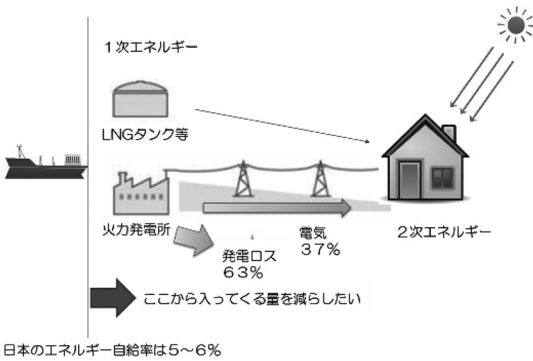 1次エネルギー
LNGタンク等
火力発電所
発電ロス
63%
電気
37%
2次エネルギー
ここから入ってくる量を減らしたい
日本のエネルギー自給率は5～6%